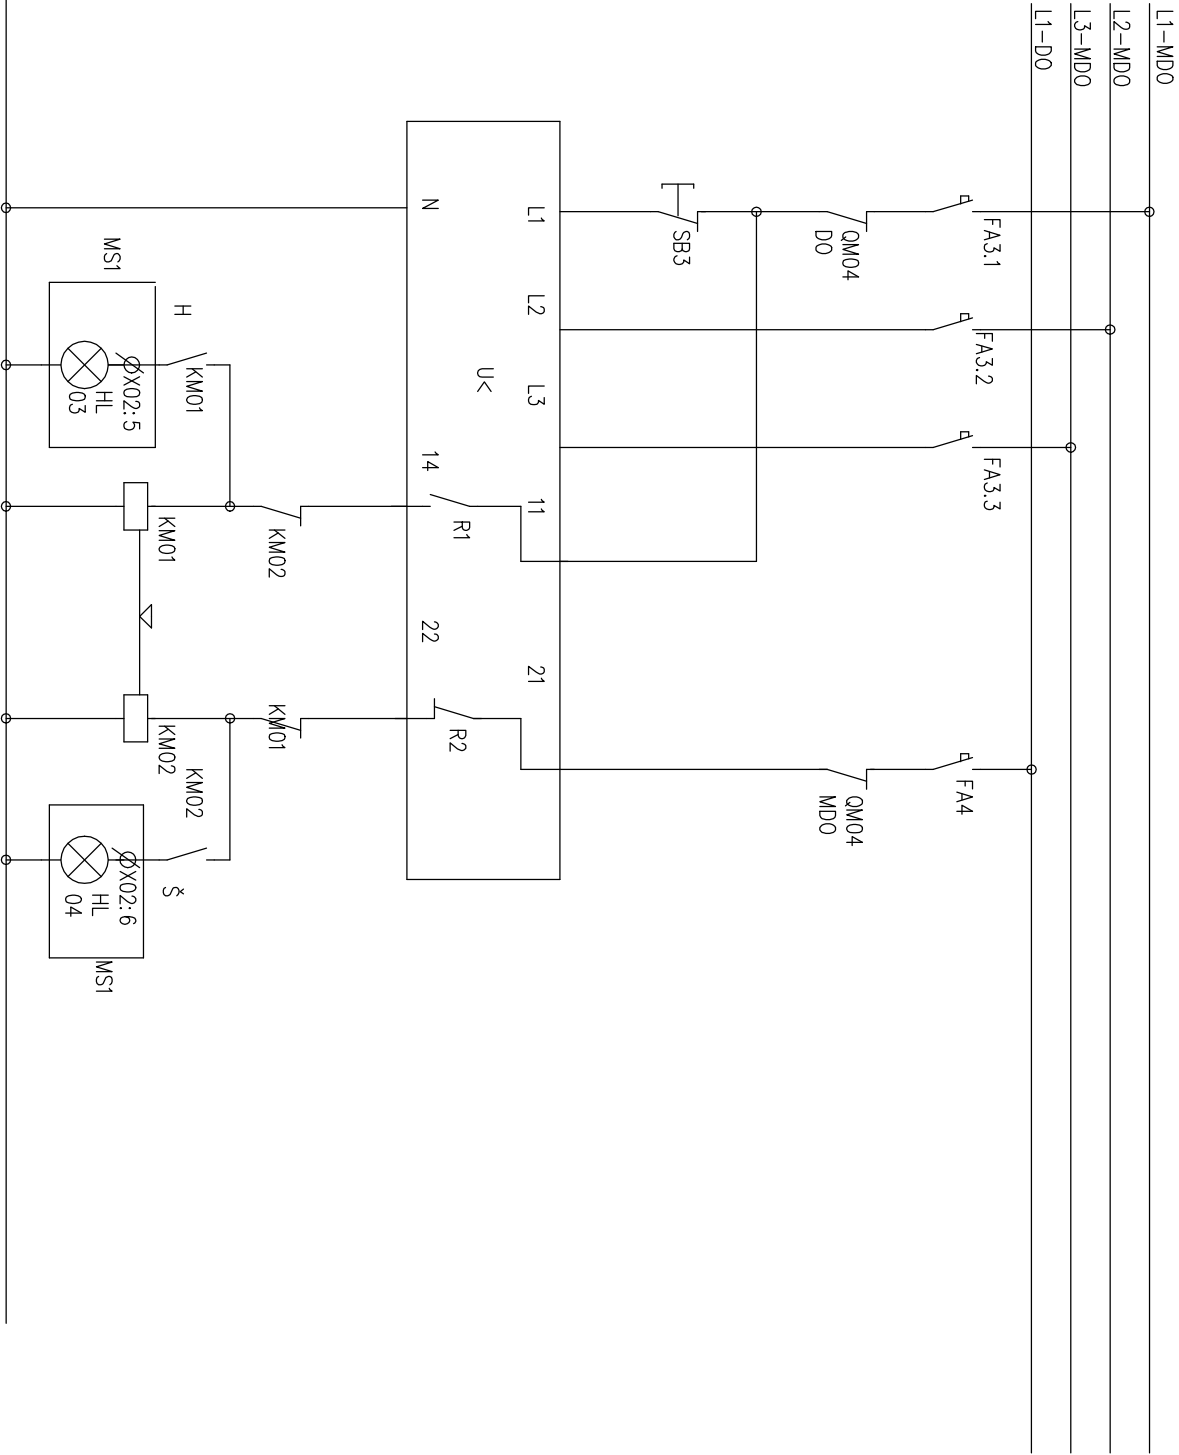 L1-MDO
L2-MDO
L3-MDO
L1-DO
FA3.1
FA3.2
FA3.3
FA4
QM04
DO
QM04
MDO
SB3
L1
L2
L3
11
21
U<
R1
R2
N
14
22
KM02
KM01
H
KM01
KM01
KM02
KM02
Š
MS1
X02:5
HL
03
X02:6
HL
04
MS1